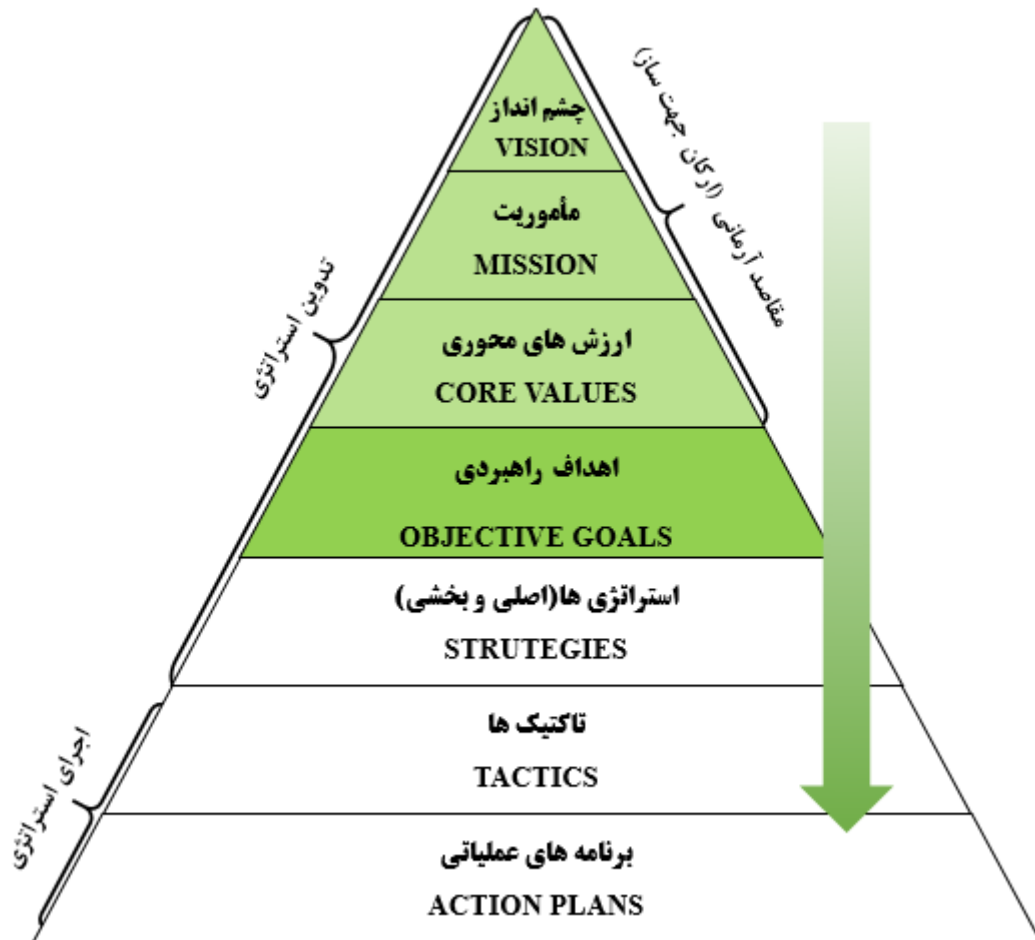 چشم انداز
VISION
مأموریت
MISSION
ارزش های محوری
CORE VALUES
اهداف راهبردی
OBJECTIVE GOALS
استراتژی ها(اصلی و بخشی)
STRUTEGIES
تاکتیک ها
TACTICS
برنامه های عملیاتی
ACTION PLANS
مقاصد آرمانی (ارکان جهت ساز)
تدوین استراتژی
اجرای استراتژی